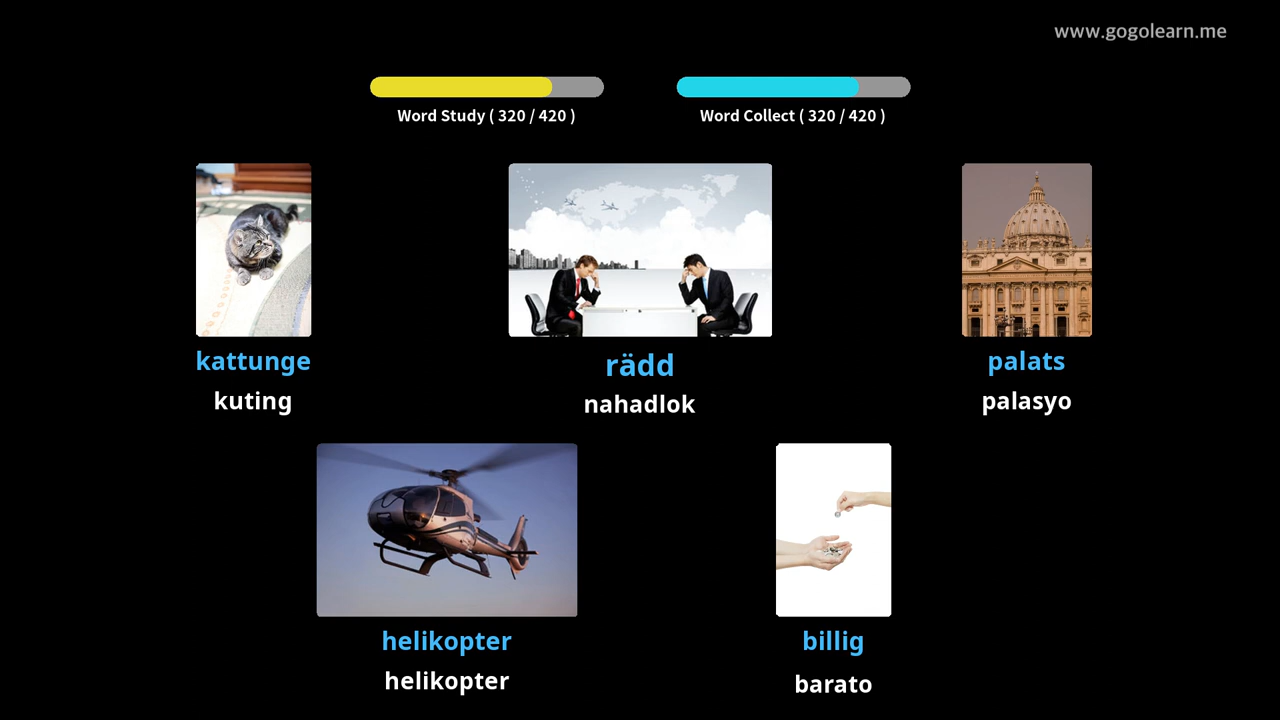 www.gogolearn.me
Word Study ( 320 / 420 )
Word Collect ( 320 / 420 )
kattunge
kuting
rädd
nahadlok
palats
palasyo
helikopter
helikopter
billig
barato